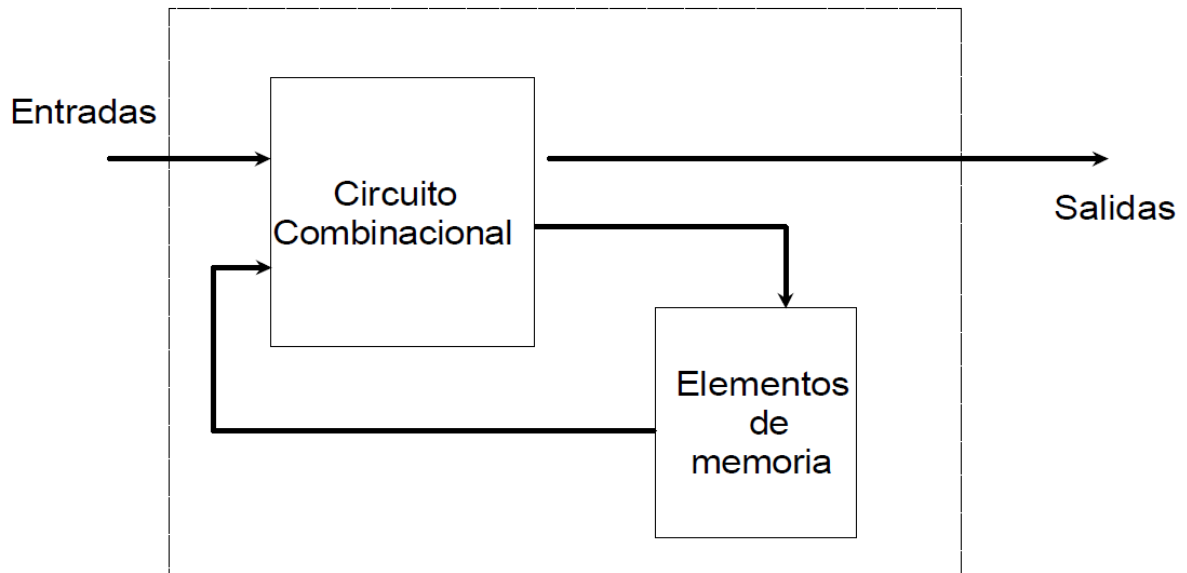 Entradas
Circuito
Combinacional
Salidas
Elementos
de
memoria